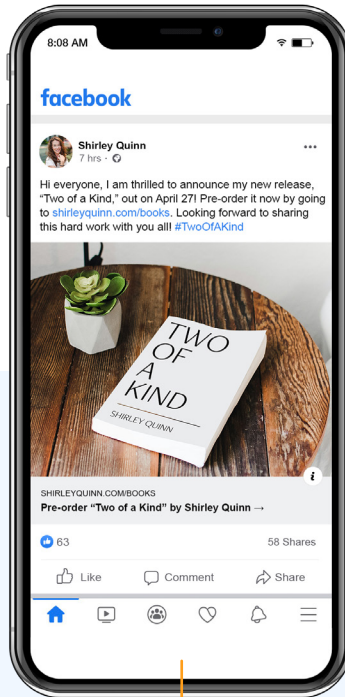 8:08 AM
facebook
Shirley Quinn
7 hrs ·
Hi everyone, I am thrilled to announce my new release,
“Two of a Kind,” out on April 27! Pre-order it now by going
to shirleyquinn.com/books. Looking forward to sharing
this hard work with you all! #TwoOfAKind
TWO
OF
A
KIND
SHIRLEY QUINN
i
SHIRLEYQUINN.COM/BOOKS
Pre-order “Two of a Kind” by Shirley Quinn →
63
58 Shares
Like
Comment
Share